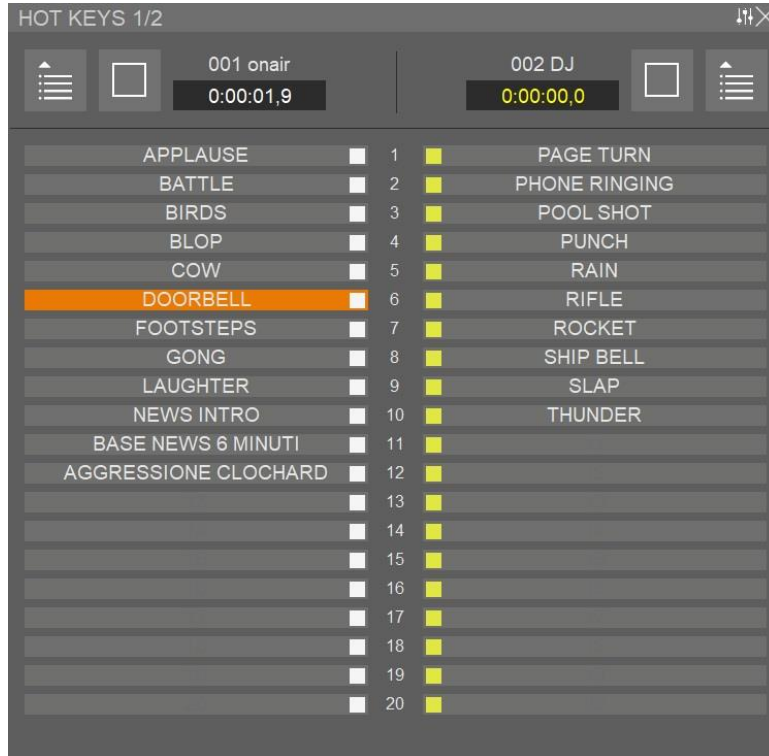 HOT KEYS 1/2
001 onair 002 DJ
0:00:01,9 0:00:00,0
APPLAUSE 1 PAGE TURN
BATTLE 2 PHONE RINGING
BIRDS 3 POOL SHOT
BLOP 4 PUNCH
COW 5 RAIN
DOORBELL 6 RIFLE
FOOTSTEPS 7 ROCKET
GONG 8 SHIP BELL
LAUGHTER 9 SLAP
NEWS INTRO 10 THUNDER
BASE NEWS 6 MINUTI 11
AGGRESSIONE CLOCHARD 12
13
14
15
16
17
18
19
20